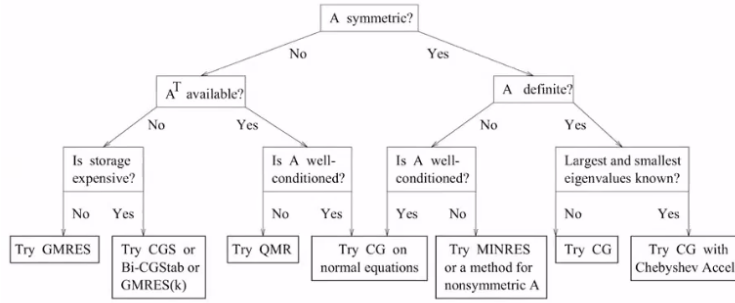 A symmetric?
No
Yes
A^T available?
A definite?
No
Yes
No
Yes
Is storage
expensive?
Is A well-
conditioned?
Is A well-
conditioned?
Largest and smallest
eigenvalues known?
No
Yes
No
Yes
Yes
No
No
Yes
Try GMRES
Try CGS or
Bi-CGStab or
GMRES(k)
Try QMR
Try CG on
normal equations
Try MINRES
or a method for
nonsymmetric A
Try CG
Try CG with
Chebyshev Accel